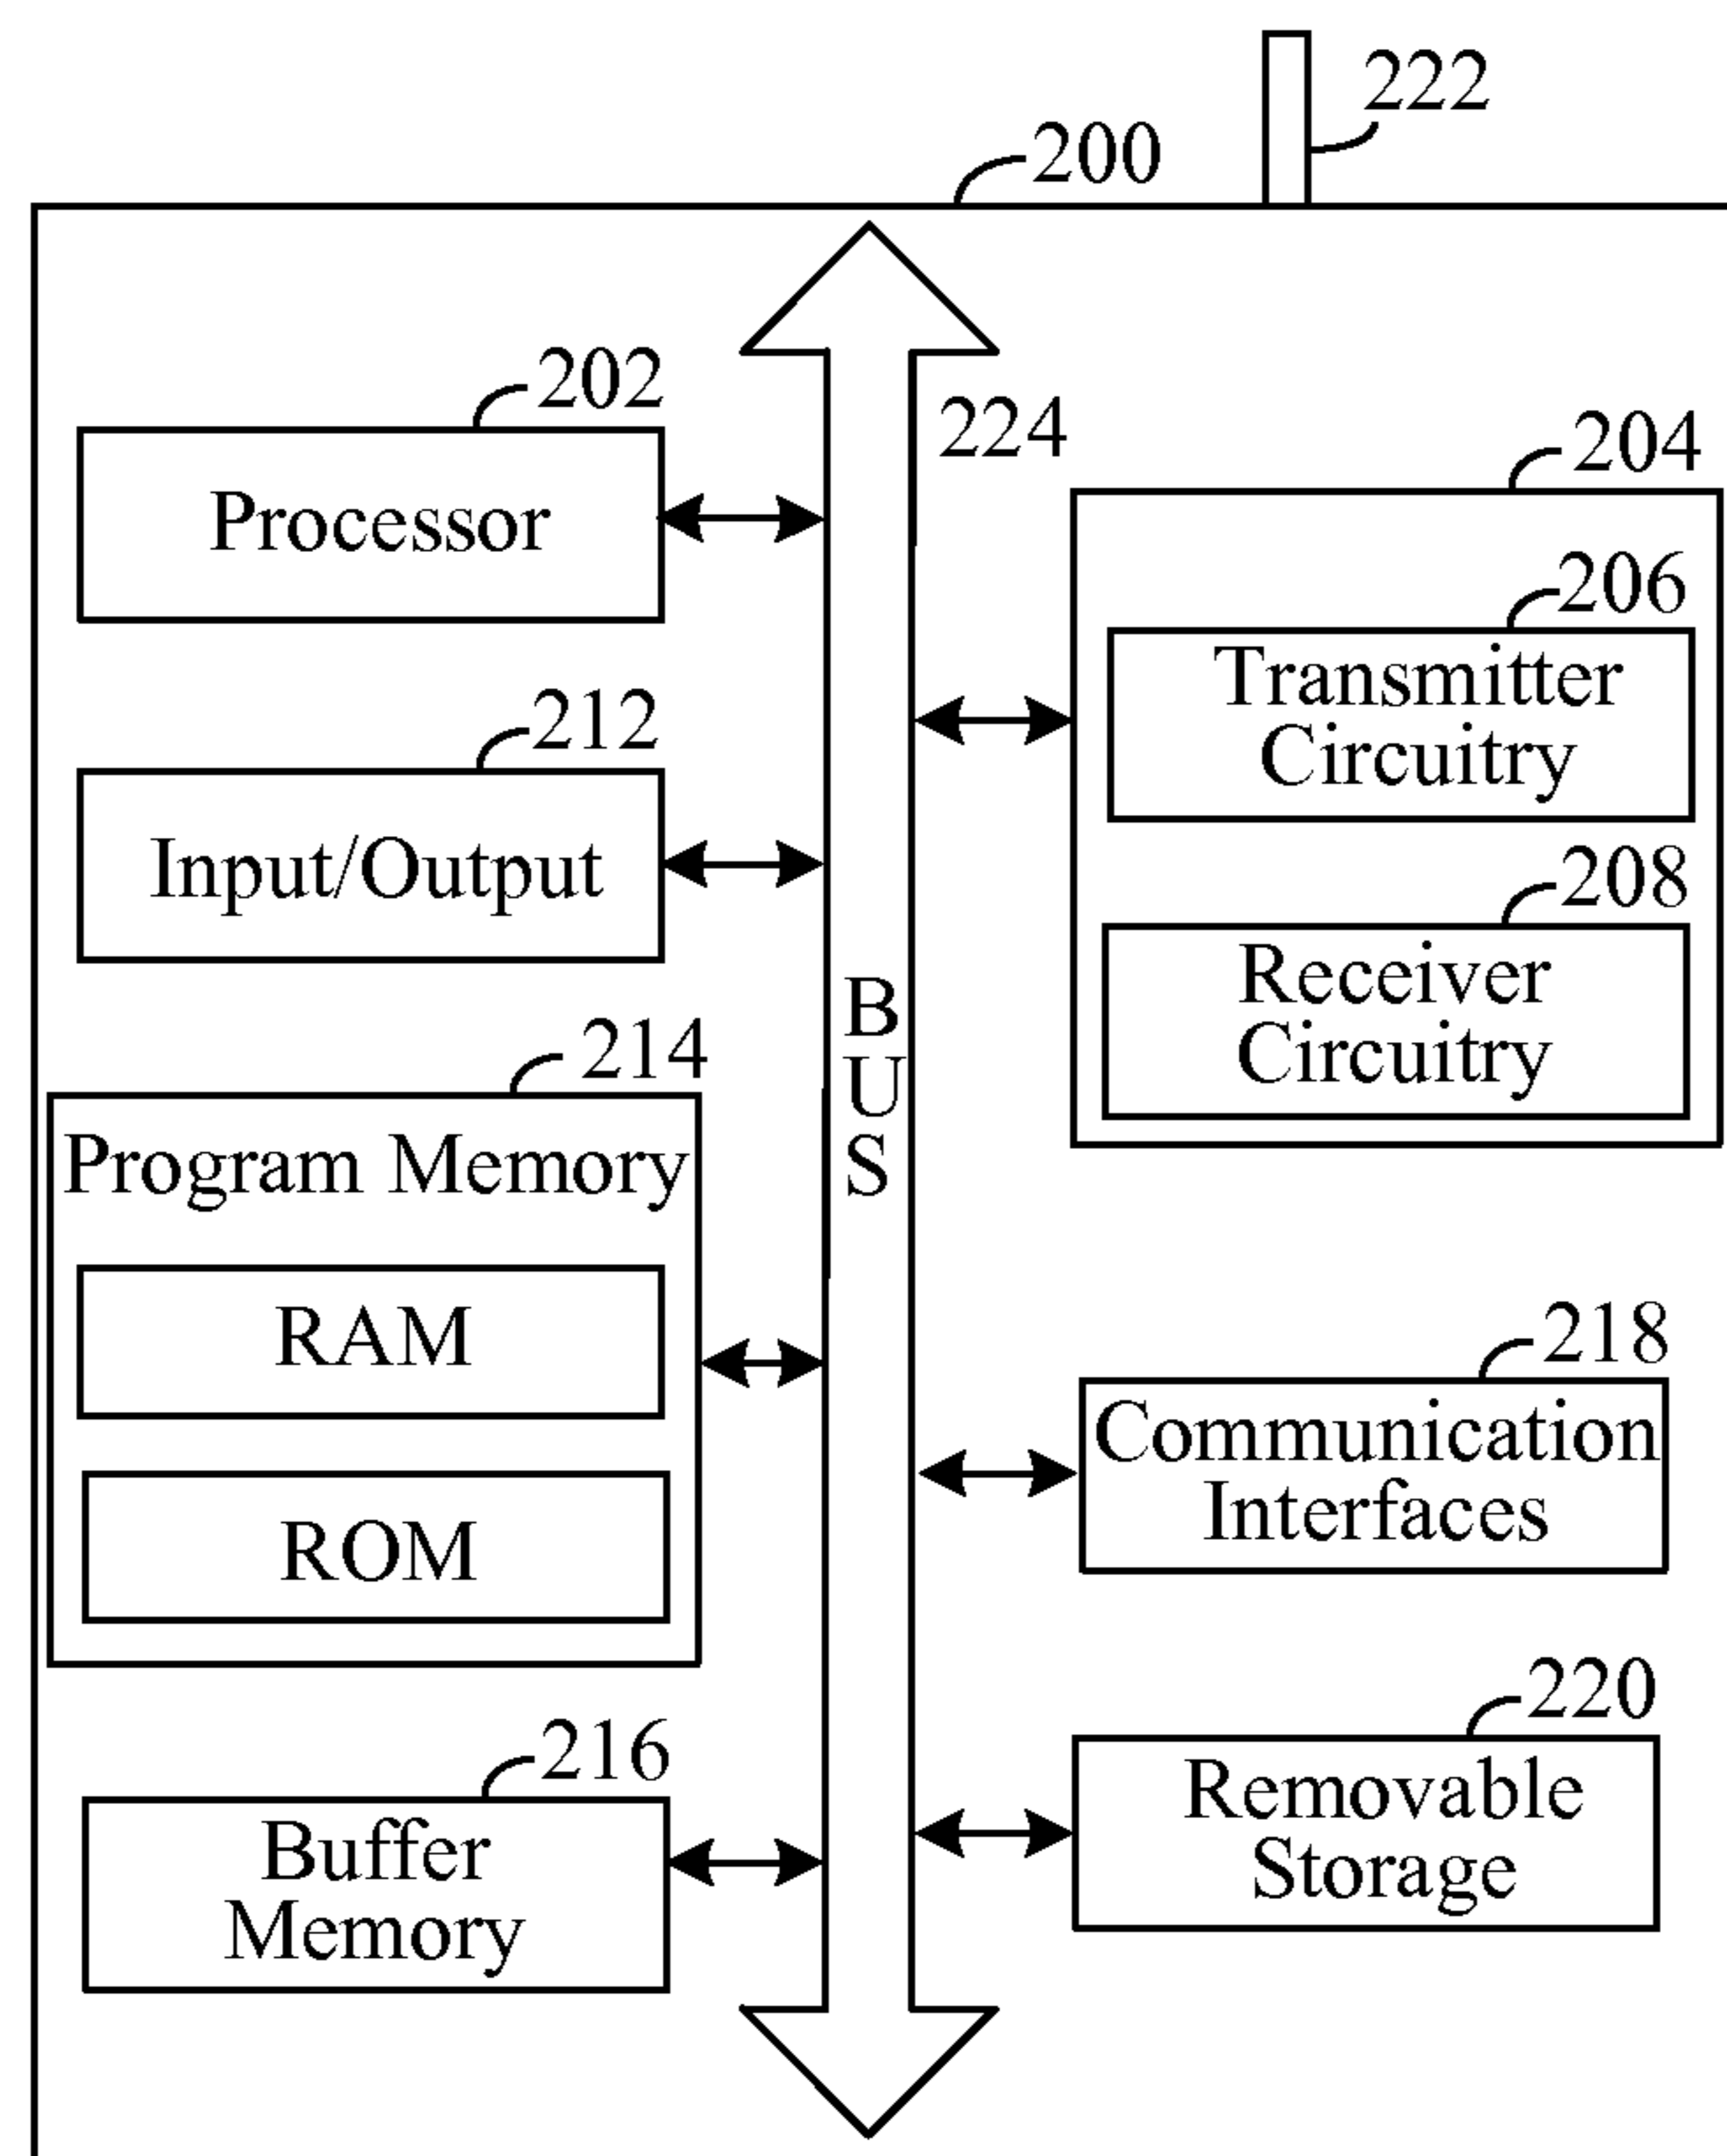 222
200
202
Processor
224
204
206
Transmitter
Circuitry
212
Input/Output
208
Receiver
Circuitry
B
U
S
214
Program Memory
RAM
ROM
218
Communication
Interfaces
216
Buffer
Memory
220
Removable
Storage